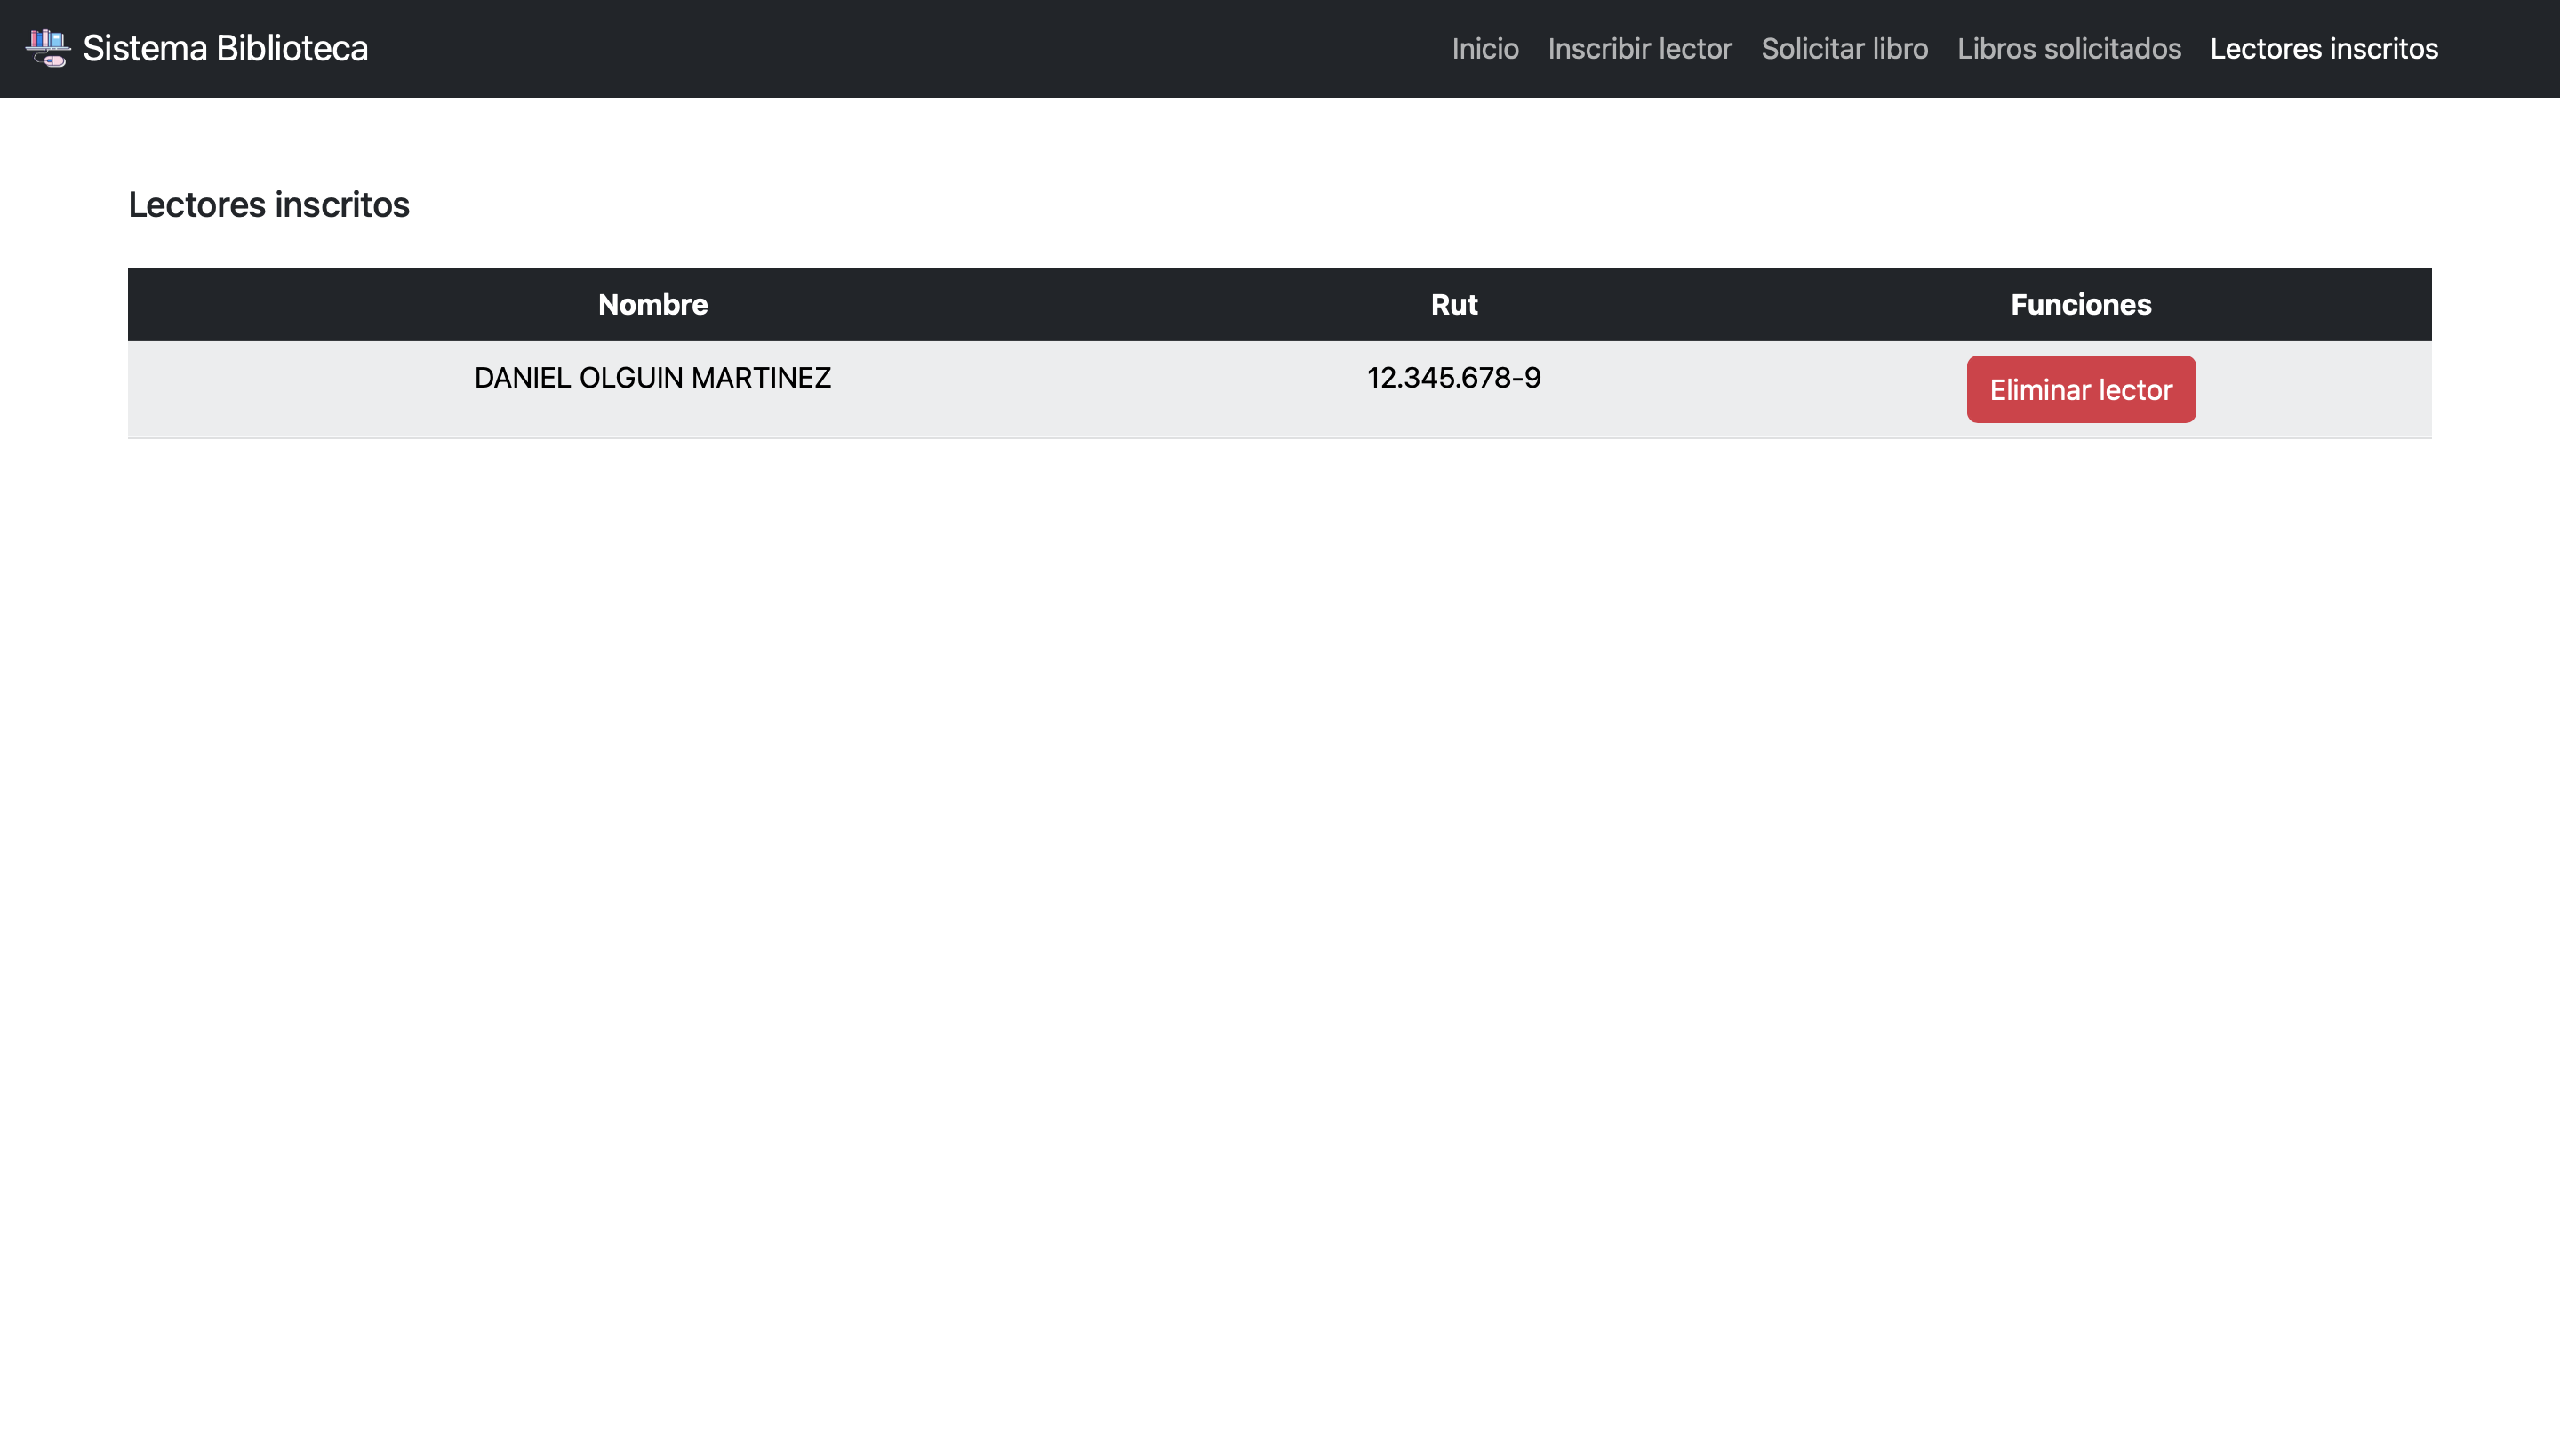 Sistema Biblioteca
Inicio Inscribir lector Solicitar libro Libros solicitados Lectores inscritos
Lectores inscritos
Nombre Rut Funciones
DANIEL OLGUIN MARTINEZ 12.345.678-9 Eliminar lector